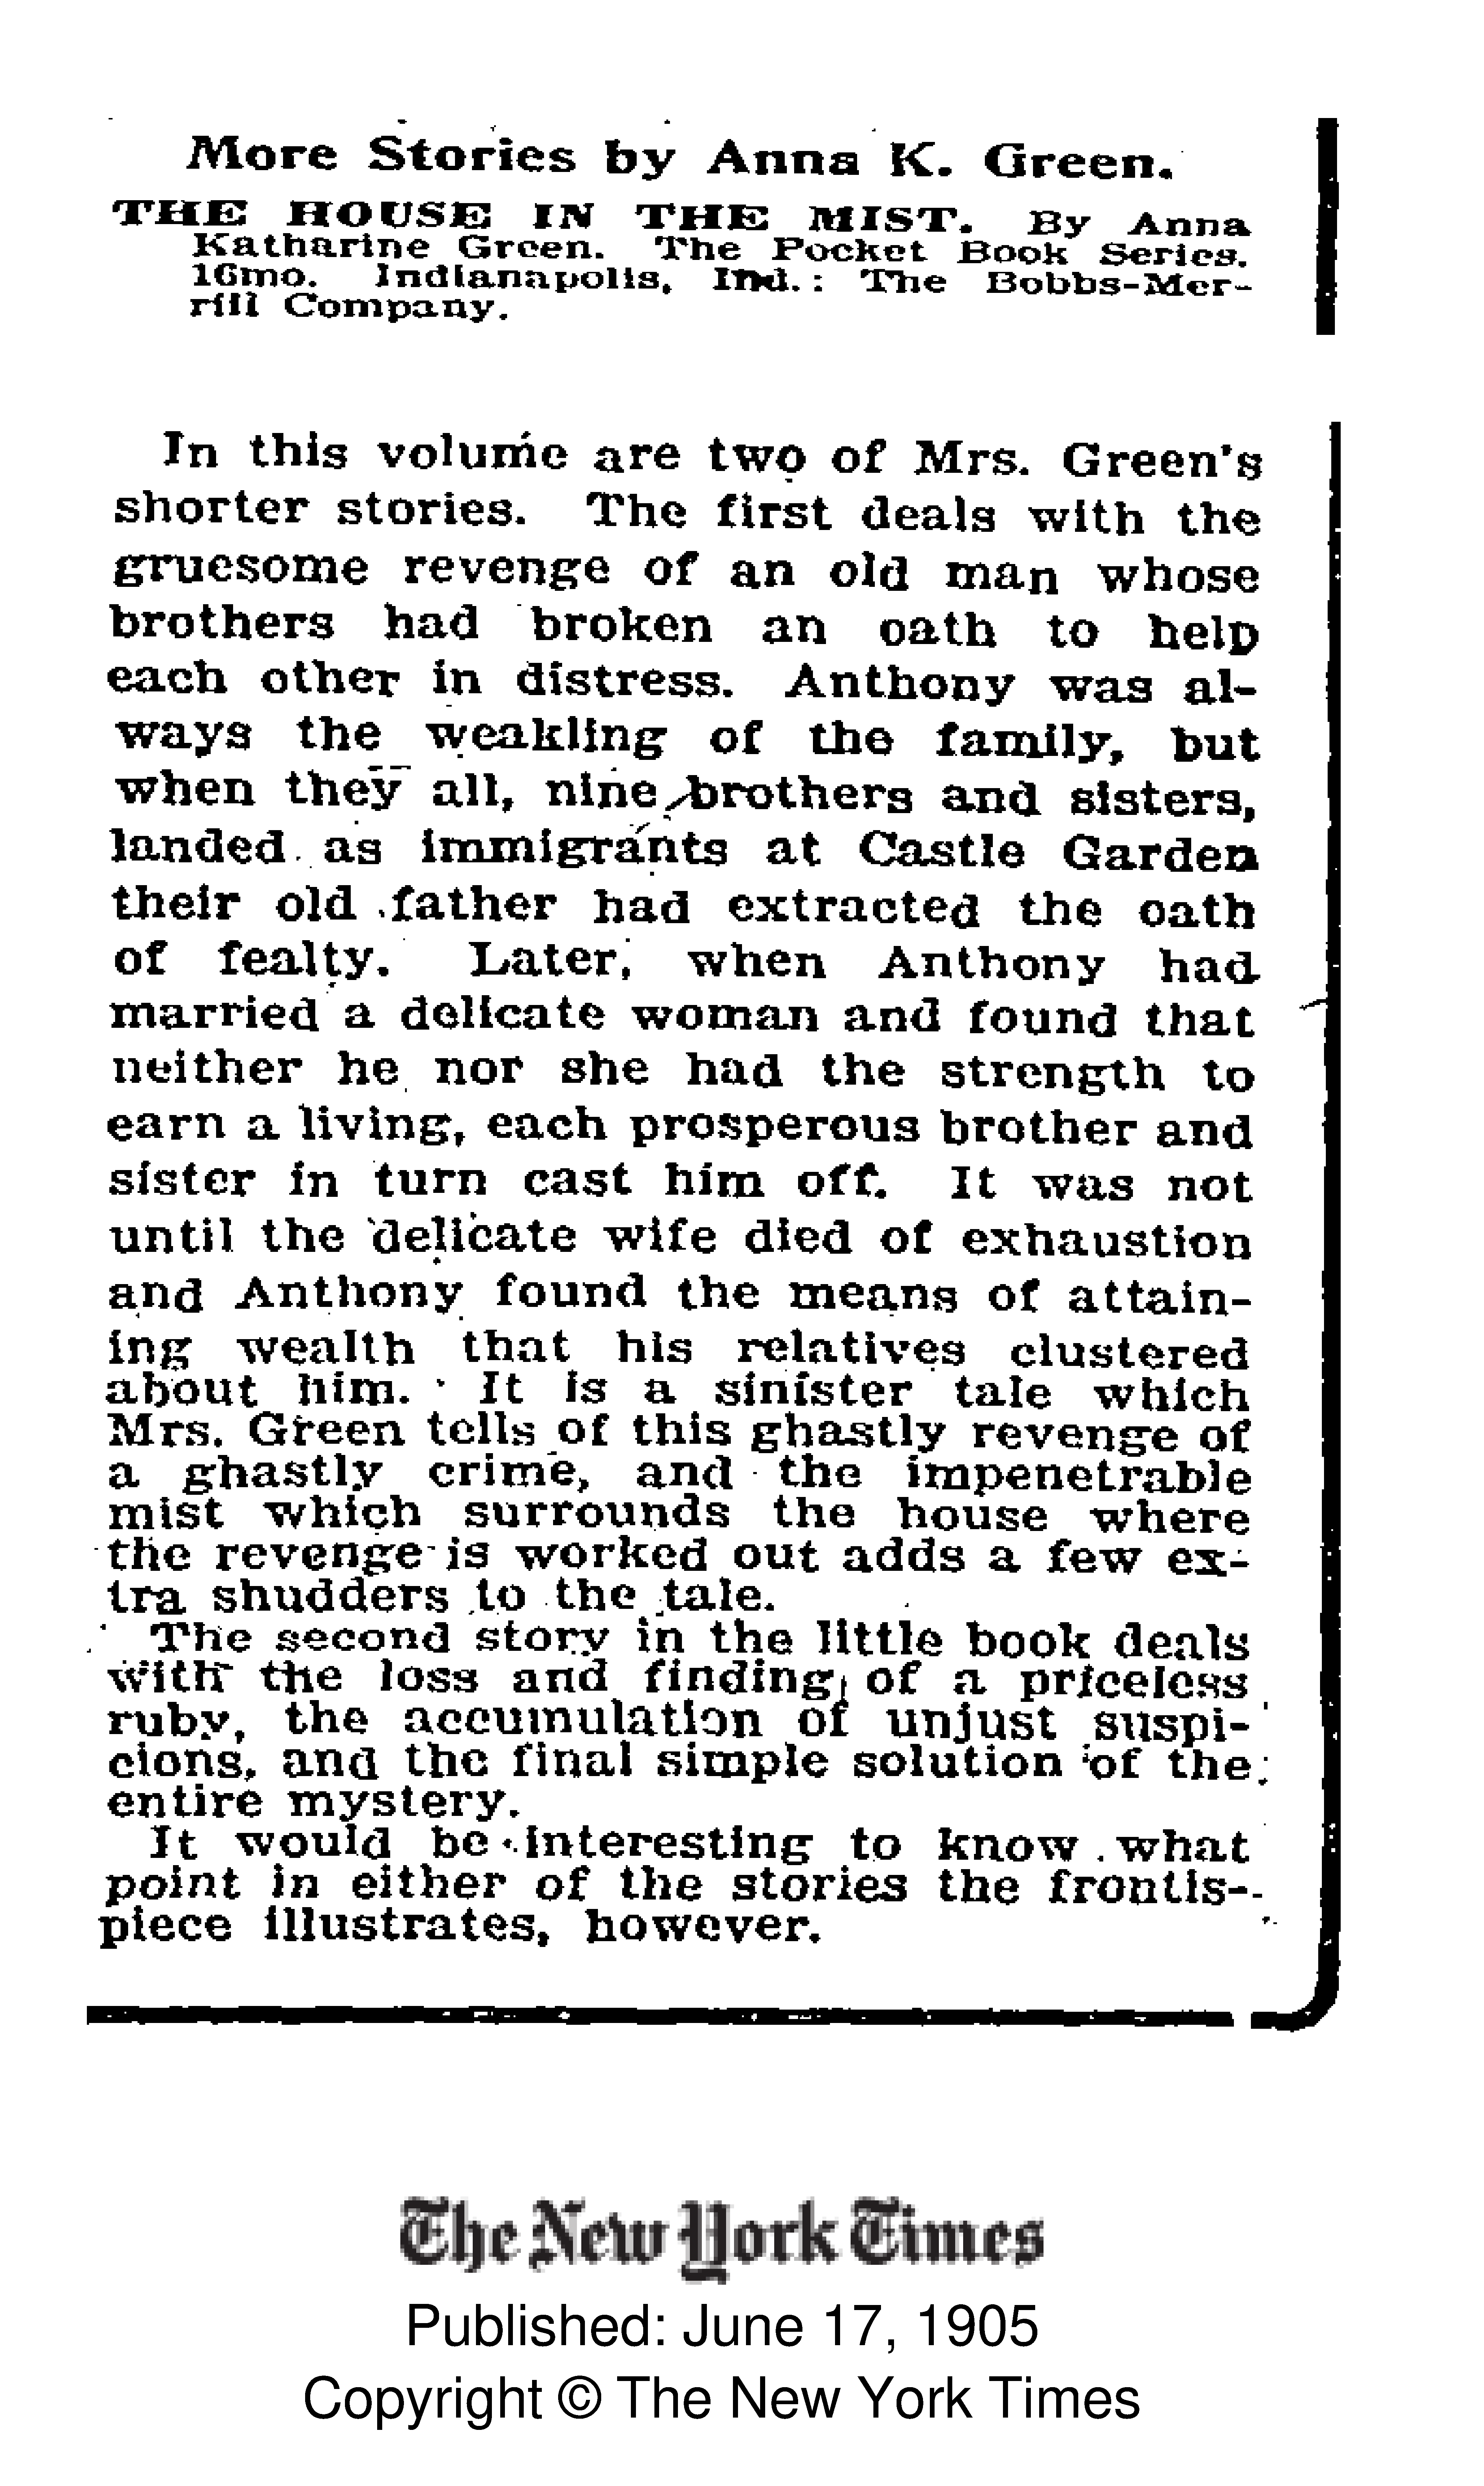 More Stories by Anna K. Green.
THE HOUSE IN THE MIST. By Anna
Katharine Green. The Pocket Book Series.
16mo. Indianapolis, Ind.: The Bobbs-Mer-
rill Company.
In this volume are two of Mrs. Green's
shorter stories. The first deals with the
gruesome revenge of an old man whose
brothers had broken an oath to help
each other in distress. Anthony was al-
ways the weakling of the family, but
when they all, nine brothers and sisters,
landed as immigrants at Castle Garden
their old father had extracted the oath
of fealty. Later, when Anthony had
married a delicate woman and found that
neither he nor she had the strength to
earn a living, each prosperous brother and
sister in turn cast him off. It was not
until the delicate wife died of exhaustion
and Anthony found the means of attain-
ing wealth that his relatives clustered
about him. It is a sinister tale which
Mrs. Green tells of this ghastly revenge of
a ghastly crime, and the impenetrable
mist which surrounds the house where
the revenge is worked out adds a few ex-
tra shudders to the tale.
The second story in the little book deals
with the loss and finding of a priceless
ruby, the accumulation of unjust suspi-
cions, and the final simple solution of the
entire mystery.
It would be interesting to know what
point in either of the stories the frontis-
piece illustrates, however.
The New York Times
Published: June 17, 1905
Copyright © The New York Times